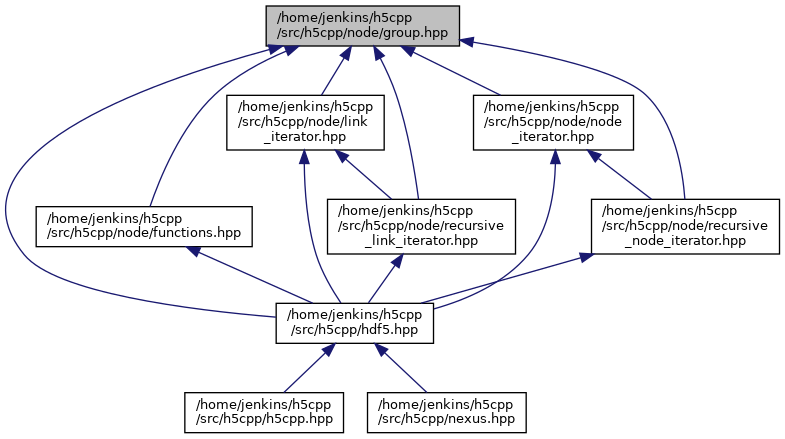 /home/jenkins/h5cpp
/src/h5cpp/node/group.hpp
/home/jenkins/h5cpp
/src/h5cpp/node/link
_iterator.hpp
/home/jenkins/h5cpp
/src/h5cpp/node/node
_iterator.hpp
/home/jenkins/h5cpp
/src/h5cpp/node/functions.hpp
/home/jenkins/h5cpp
/src/h5cpp/node/recursive
_link_iterator.hpp
/home/jenkins/h5cpp
/src/h5cpp/node/recursive
_node_iterator.hpp
/home/jenkins/h5cpp
/src/h5cpp/hdf5.hpp
/home/jenkins/h5cpp
/src/h5cpp/h5cpp.hpp
/home/jenkins/h5cpp
/src/h5cpp/nexus.hpp